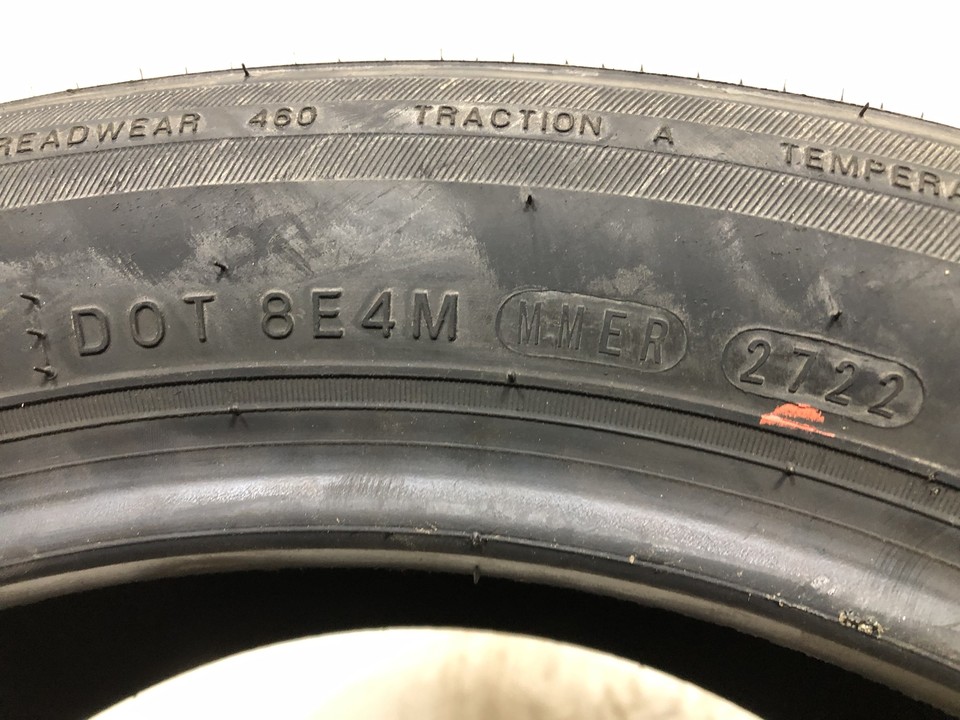 READWEAR 460 TRACTION A TEMPERA
DOT 8E4M MMER 2722